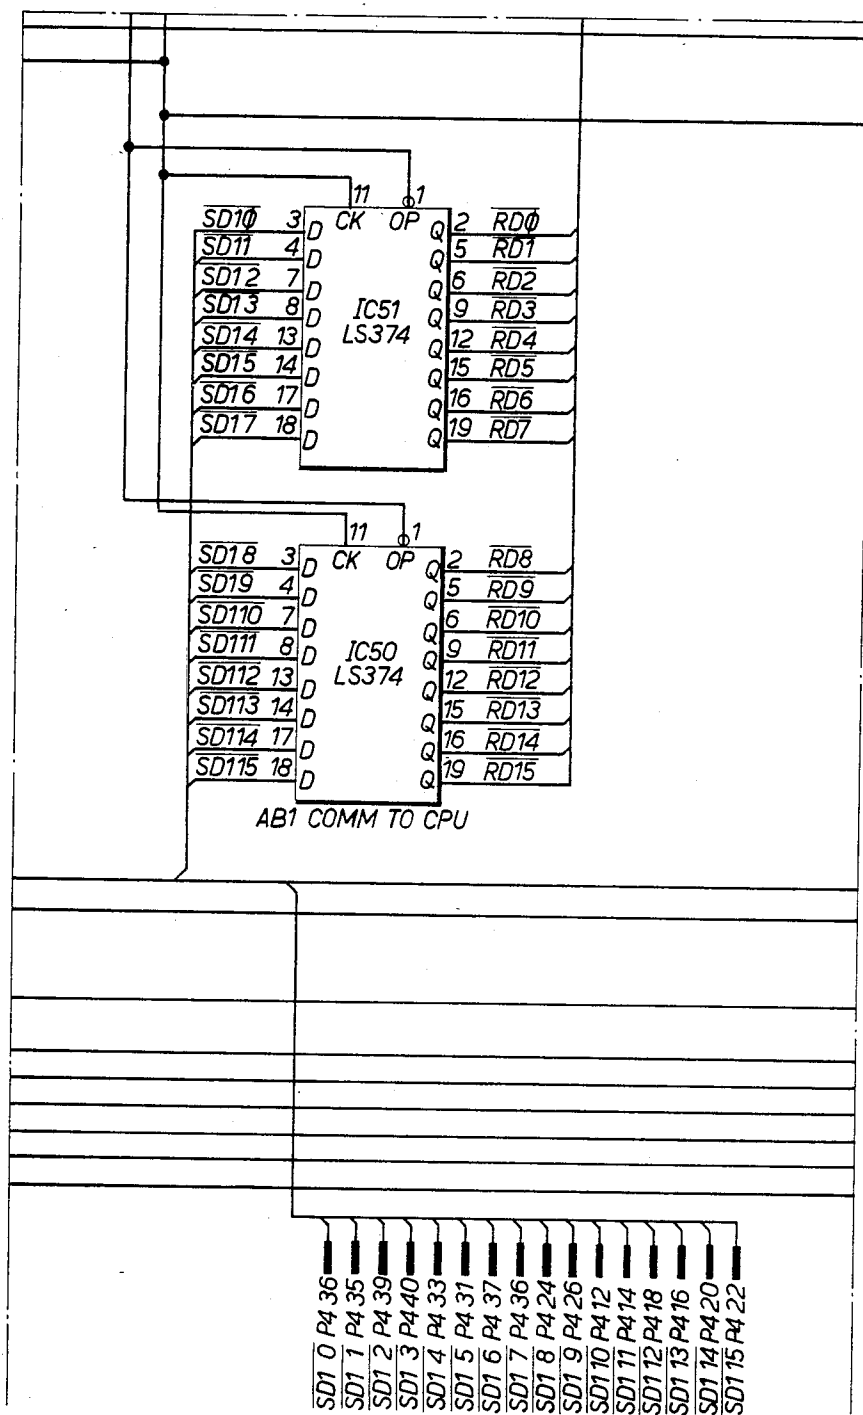 11 1
SD1φ 3 D CK OP Q 2 RDφ
SD11 4 D Q 5 RD1
SD12 7 D Q 6 RD2
SD13 8 D IC51 Q 9 RD3
SD14 13 D LS374 Q 12 RD4
SD15 14 D Q 15 RD5
SD16 17 D Q 16 RD6
SD17 18 D Q 19 RD7
11 1
SD18 3 D CK OP Q 2 RD8
SD19 4 D Q 5 RD9
SD110 7 D Q 6 RD10
SD111 8 D IC50 Q 9 RD11
SD112 13 D LS374 Q 12 RD12
SD113 14 D Q 15 RD13
SD114 17 D Q 16 RD14
SD115 18 D Q 19 RD15
AB1 COMM TO CPU
SD1 0 P4 36
SD1 1 P4 35
SD1 2 P4 39
SD1 3 P4 40
SD1 4 P4 33
SD1 5 P4 31
SD1 6 P4 37
SD1 7 P4 36
SD1 8 P4 24
SD1 9 P4 26
SD1 10 P4 12
SD1 11 P4 14
SD1 12 P4 18
SD1 13 P4 16
SD1 14 P4 20
SD1 15 P4 22